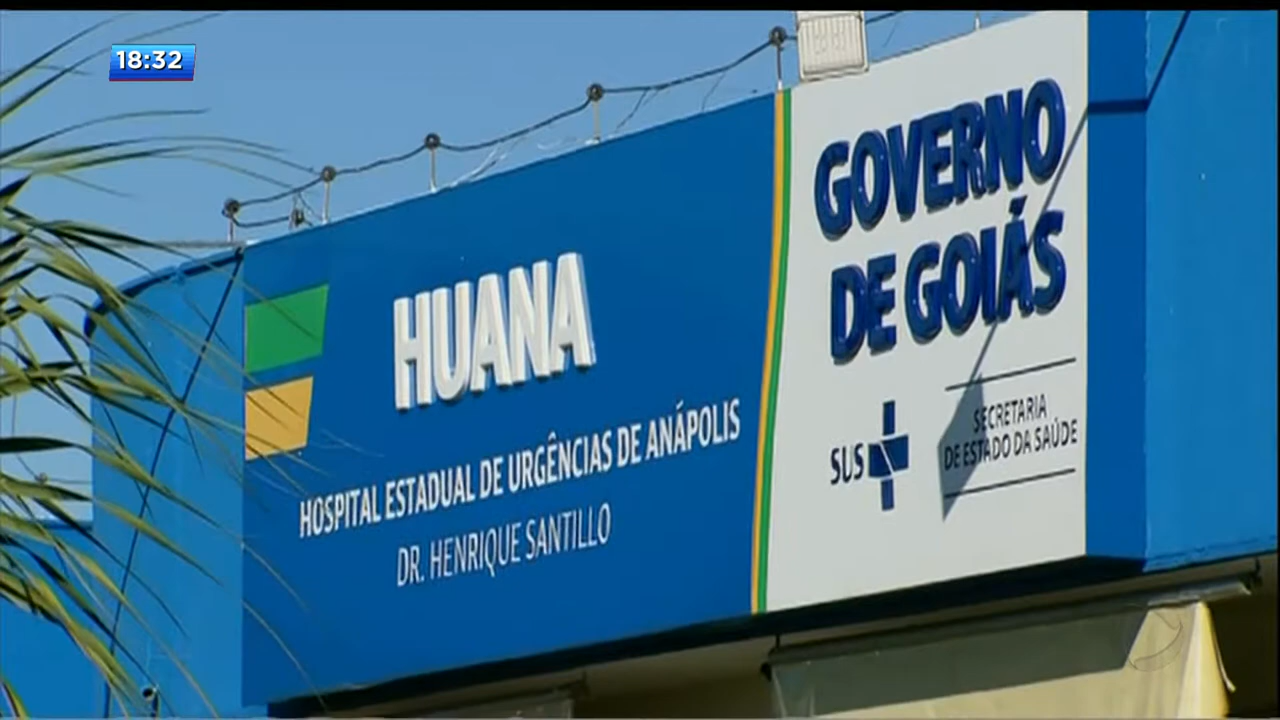 18:32
HUANA
HOSPITAL ESTADUAL DE URGÊNCIAS DE ANÁPOLIS
DR. HENRIQUE SANTILLO
GOVERNO
DE GOIÁS
SUS
SECRETARIA
DE ESTADO DA SAÚDE